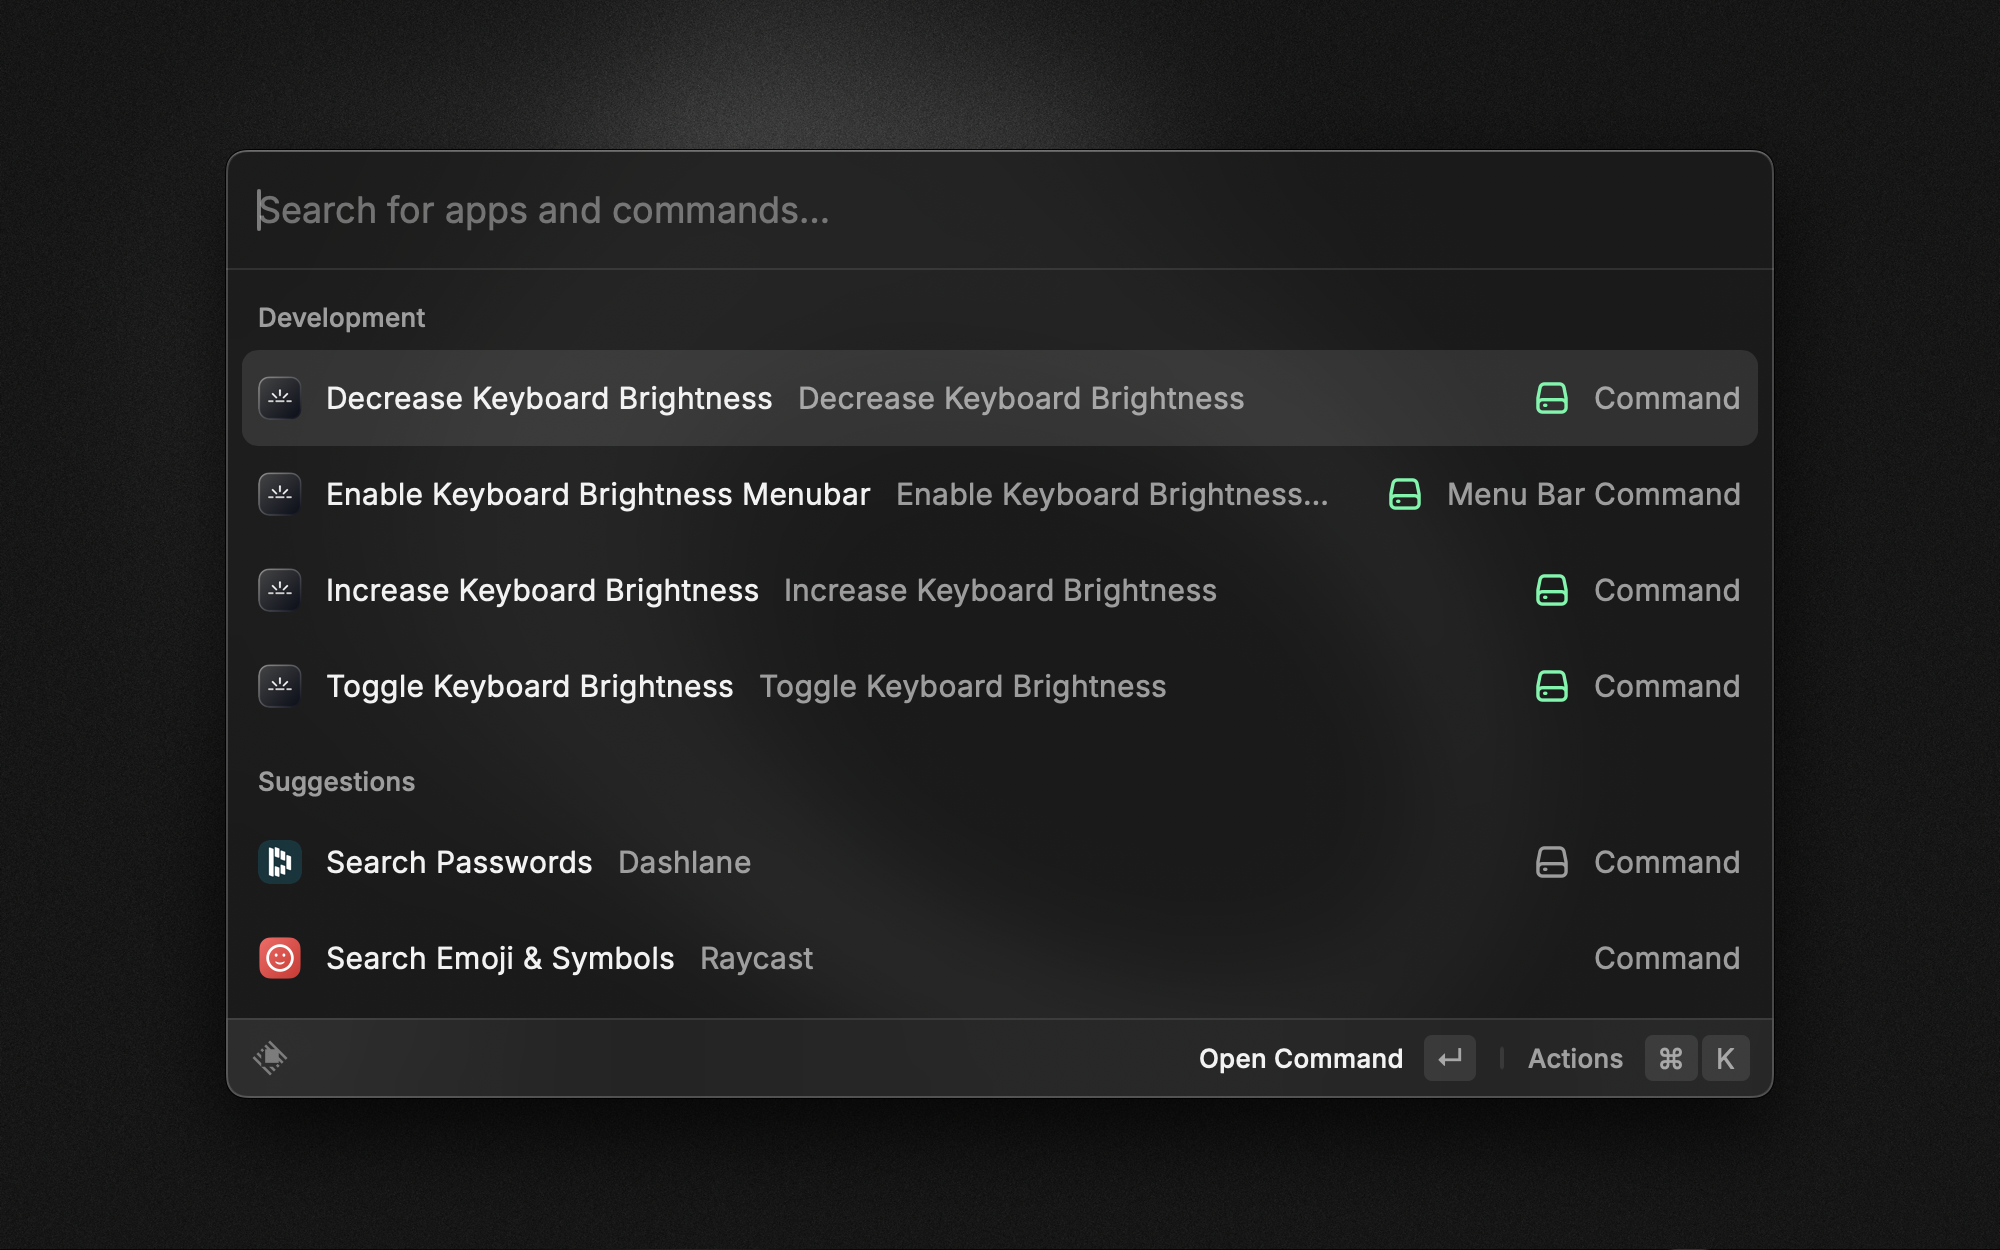 Search for apps and commands...
Development
Decrease Keyboard Brightness Decrease Keyboard Brightness Command
Enable Keyboard Brightness Menubar Enable Keyboard Brightness... Menu Bar Command
Increase Keyboard Brightness Increase Keyboard Brightness Command
Toggle Keyboard Brightness Toggle Keyboard Brightness Command
Suggestions
Search Passwords Dashlane Command
Search Emoji & Symbols Raycast Command
Open Command ↵ Actions ⌘ K